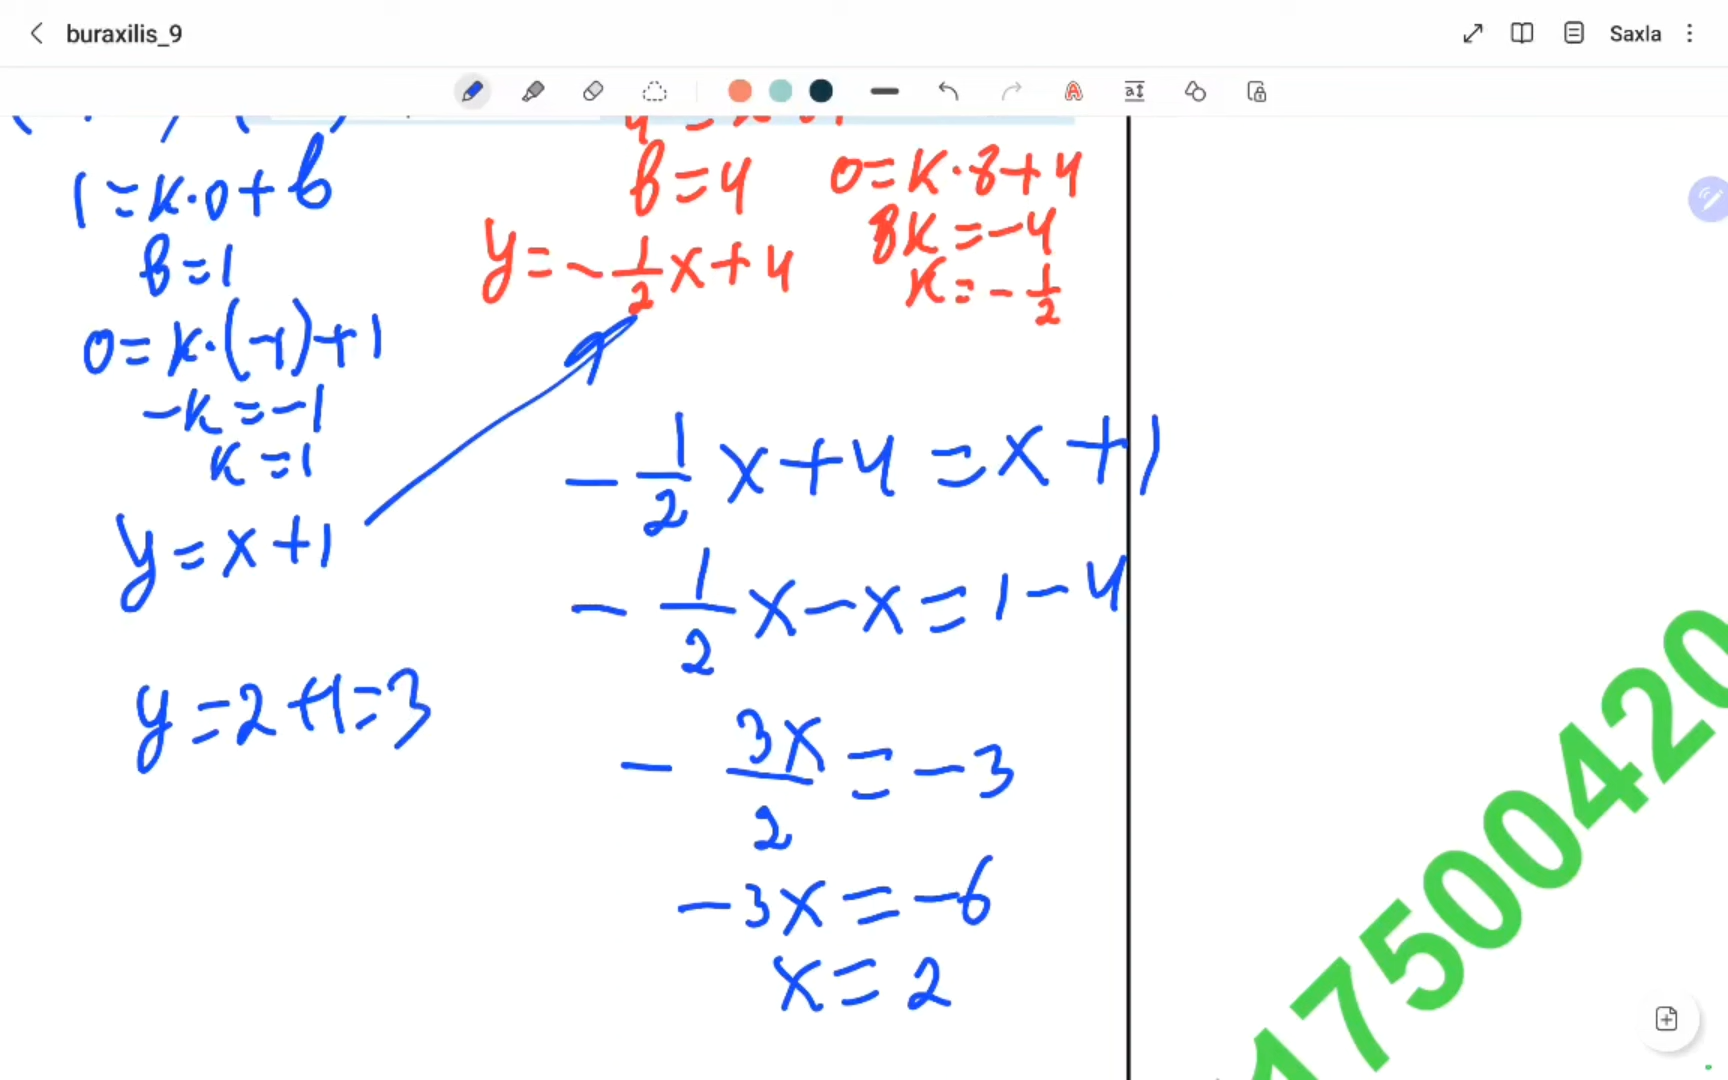 buraxilis_9
Saxla
1=k·0+b
b=1
0=k·(-1)+1
-k=-1
k=1
y=x+1
y=2+1=3
b=4
y=-1/2x+4
0=k·8+4
8k=-4
k=-1/2
-1/2x+4=x+1
-1/2x-x=1-4
-3x/2=-3
-3x=-6
x=2
17500420